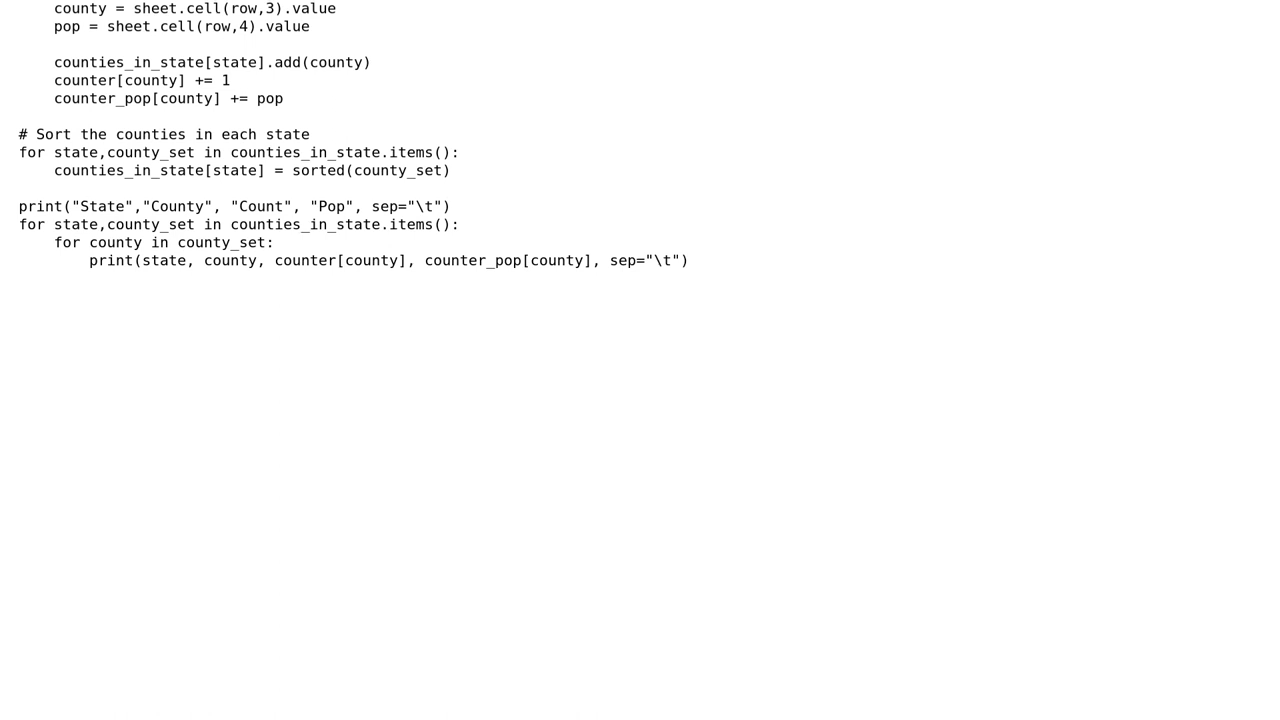 county = sheet.cell(row,3).value
    pop = sheet.cell(row,4).value

    counties_in_state[state].add(county)
    counter[county] += 1
    counter_pop[county] += pop

# Sort the counties in each state
for state,county_set in counties_in_state.items():
    counties_in_state[state] = sorted(county_set)

print("State","County", "Count", "Pop", sep="\t")
for state,county_set in counties_in_state.items():
    for county in county_set:
        print(state, county, counter[county], counter_pop[county], sep="\t")